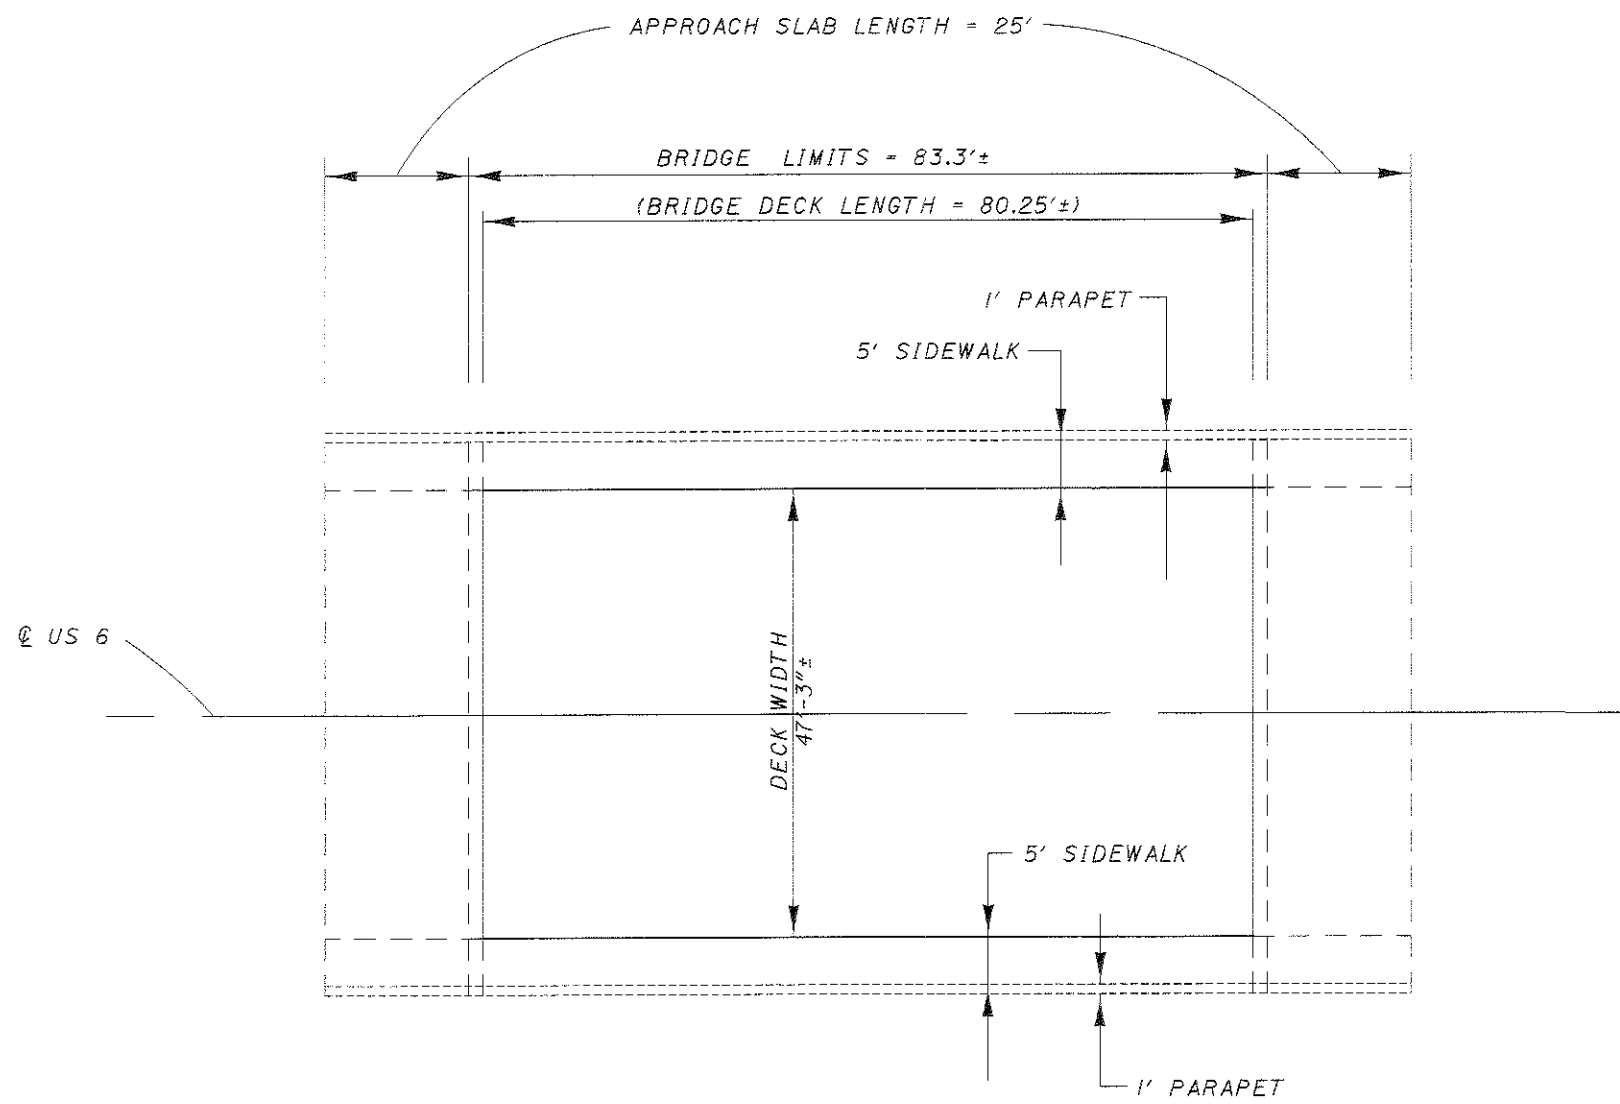 APPROACH SLAB LENGTH = 25'
BRIDGE LIMITS = 83.3'±
(BRIDGE DECK LENGTH = 80.25'±)
1' PARAPET
5' SIDEWALK
℄ US 6
DECK WIDTH
47'-3"±
5' SIDEWALK
1' PARAPET